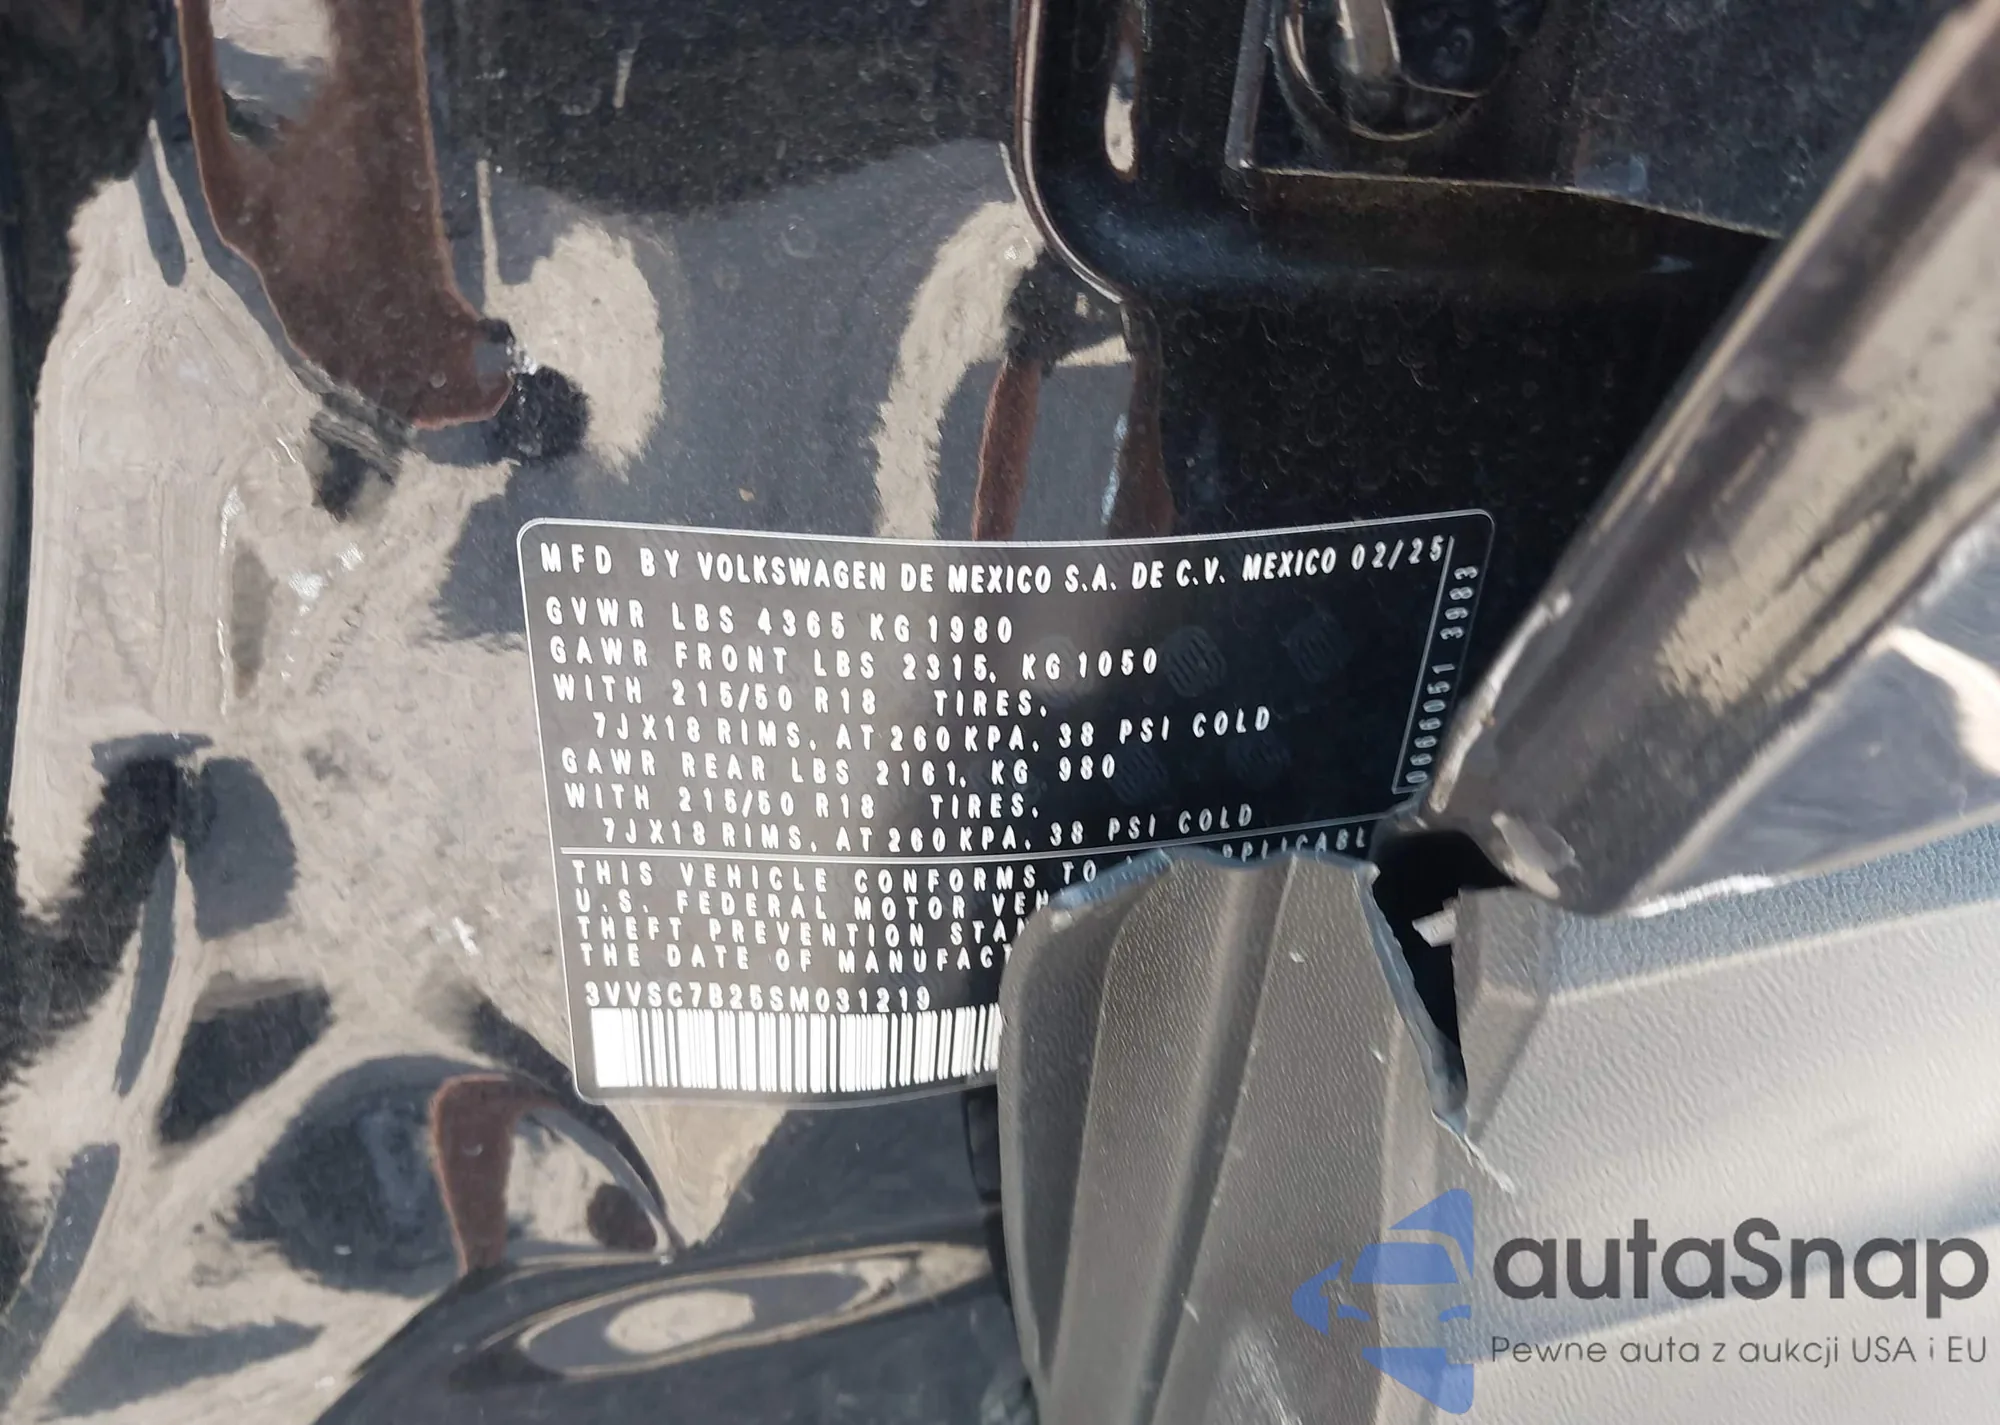 MFD BY VOLKSWAGEN DE MEXICO S.A. DE C.V. MEXICO 02/25
GVWR LBS 4365 KG 1980
GAWR FRONT LBS 2315, KG 1050
WITH 215/50 R18 TIRES,
7JX18 RIMS, AT 260 KPA, 38 PSI COLD
GAWR REAR LBS 2161, KG 980
WITH 215/50 R18 TIRES,
7JX18 RIMS, AT 260 KPA, 38 PSI COLD
0666051 3983
THIS VEHICLE CONFORMS TO
U.S. FEDERAL MOTOR VEH
THEFT PREVENTION STAN
THE DATE OF MANUFACT
3VVSC7B25SM031219
autaSnap
Pewne auta z aukcji USA i EU